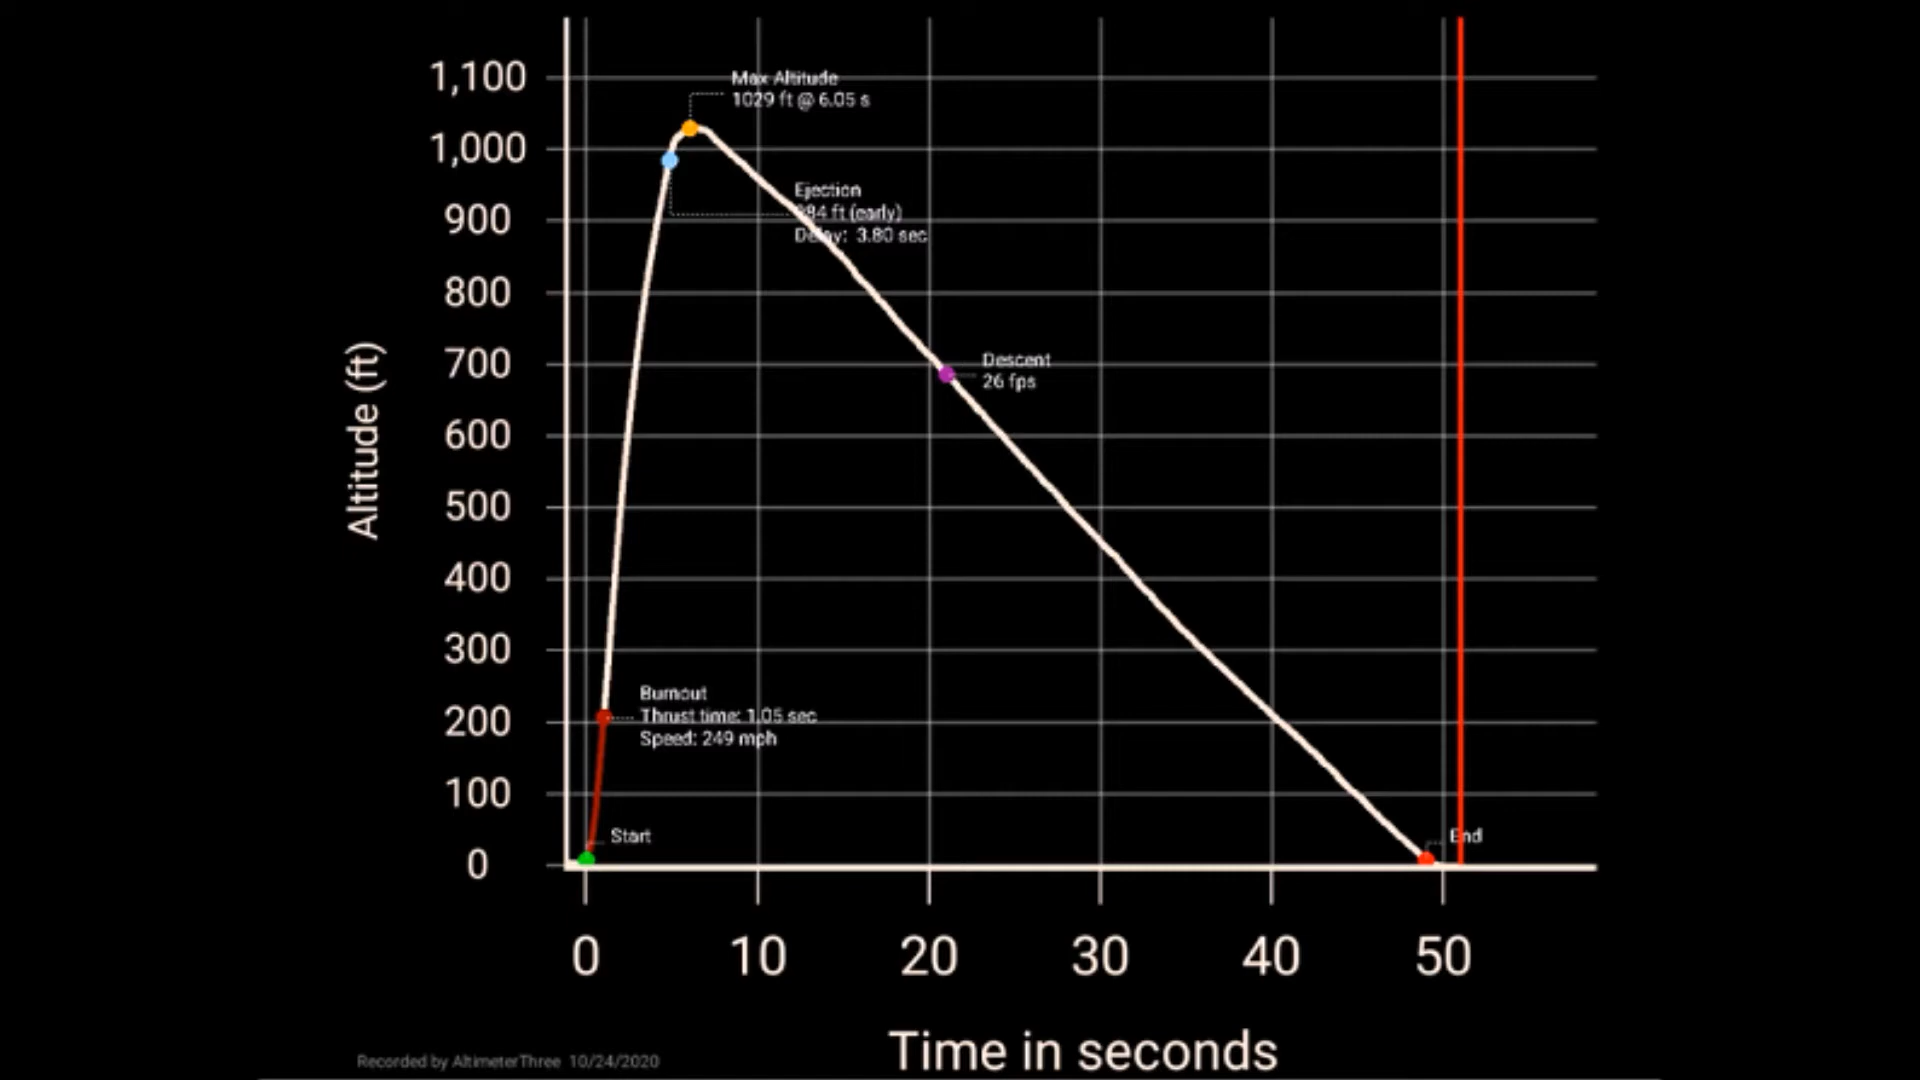 1,100
Max Altitude
1029 ft @ 6.05 s
1,000
Ejection
984 ft (early)
900
Delay: 3.80 sec
800
700
Descent
26 fps
Altitude (ft)
600
500
400
300
Burnout
200
Thrust time: 1.05 sec
Speed: 249 mph
100
Start
End
0
0 10 20 30 40 50
Time in seconds
Recorded by AltimeterThree 10/24/2020